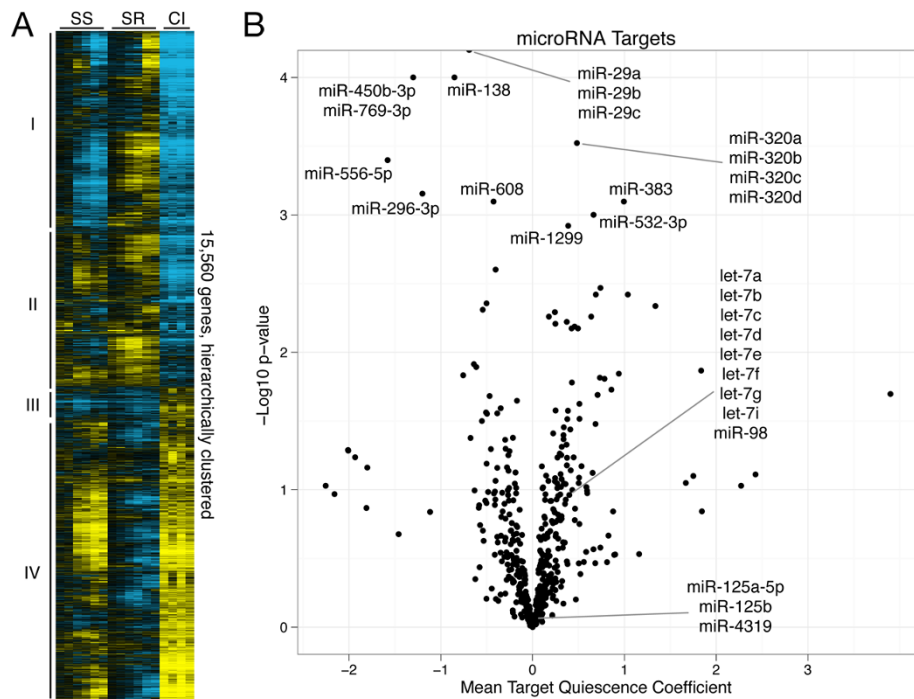 A
SS SR CI
I
II
III
IV
15,560 genes, hierarchically clustered
B
microRNA Targets
−Log10 p−value
4
3
2
1
0
miR-450b-3p
miR-769-3p
miR-138
miR-29a
miR-29b
miR-29c
miR-320a
miR-320b
miR-320c
miR-320d
miR-556-5p
miR-296-3p
miR-608
miR-383
miR-532-3p
miR-1299
let-7a
let-7b
let-7c
let-7d
let-7e
let-7f
let-7g
let-7i
miR-98
miR-125a-5p
miR-125b
miR-4319
−2 −1 0 1 2 3
Mean Target Quiescence Coefficient